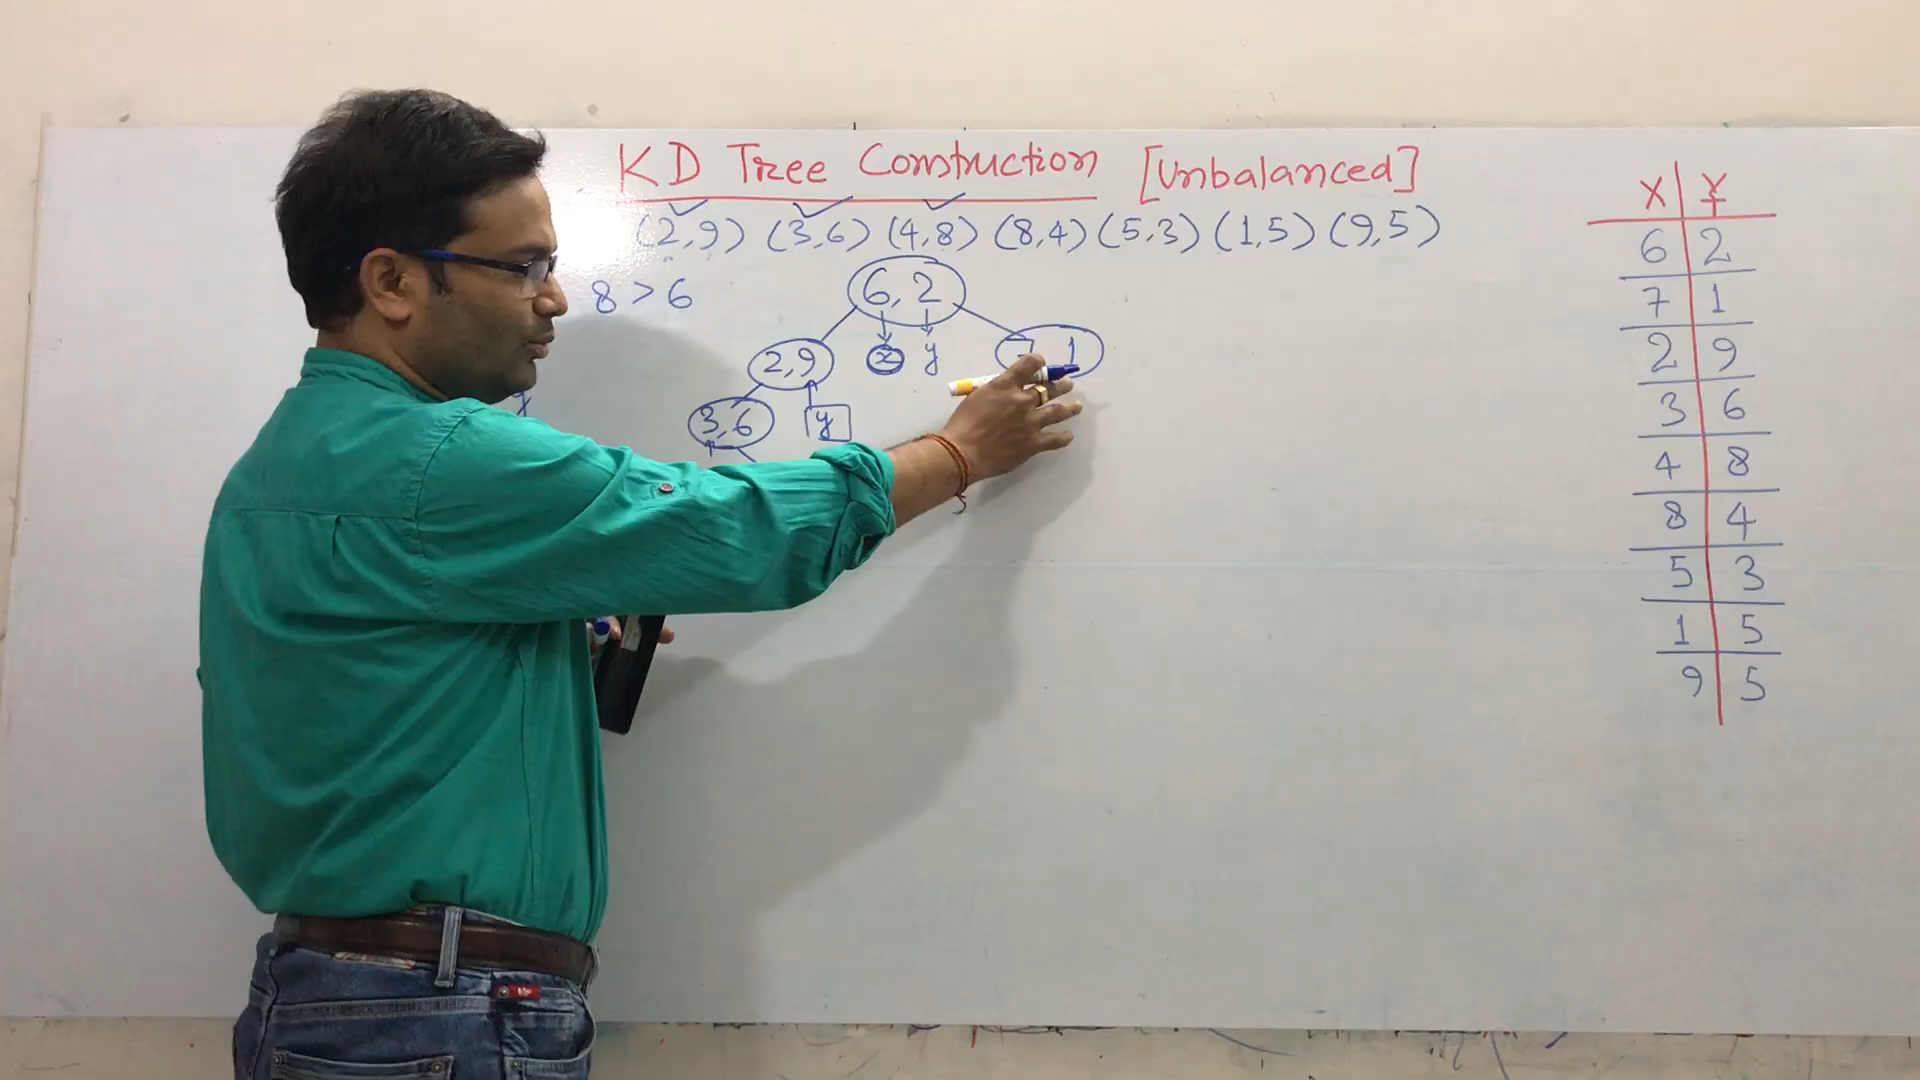 KD Tree Construction [Unbalanced]
(2,9) (3,6) (4,8) (8,4) (5,3) (1,5) (9,5)
8 > 6
6, 2
2,9
x y
1
3,6
y
X Y
6 2
7 1
2 9
3 6
4 8
8 4
5 3
1 5
9 5